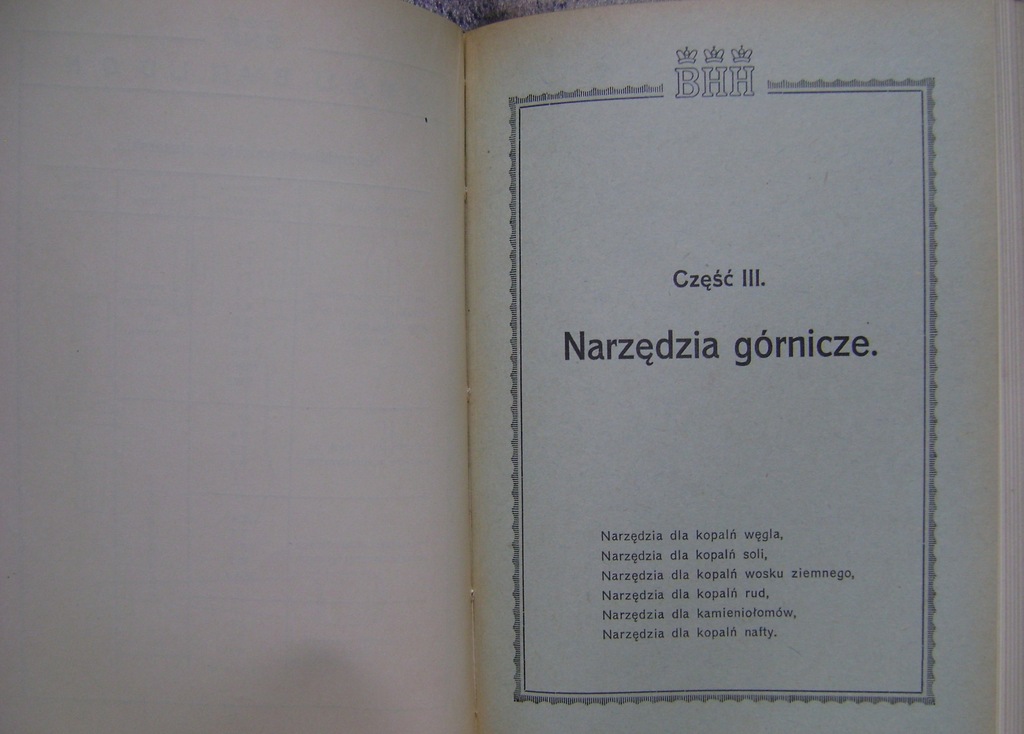 BHH
Część III.
Narzędzia górnicze.
Narzędzia dla kopalń węgla,
Narzędzia dla kopalń soli,
Narzędzia dla kopalń wosku ziemnego,
Narzędzia dla kopalń rud,
Narzędzia dla kamieniołomów,
Narzędzia dla kopalń nafty.